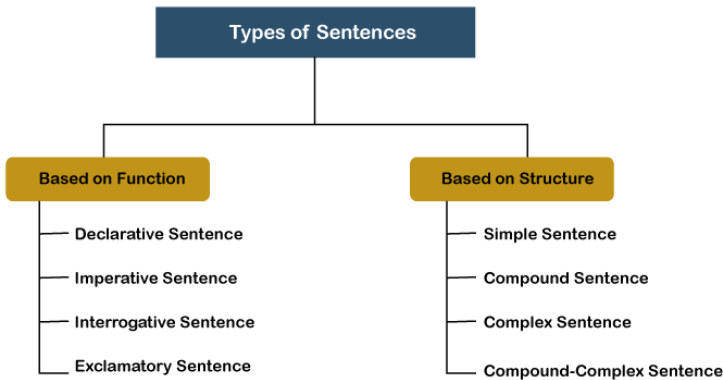 Types of Sentences
Based on Function
Declarative Sentence
Imperative Sentence
Interrogative Sentence
Exclamatory Sentence
Based on Structure
Simple Sentence
Compound Sentence
Complex Sentence
Compound-Complex Sentence